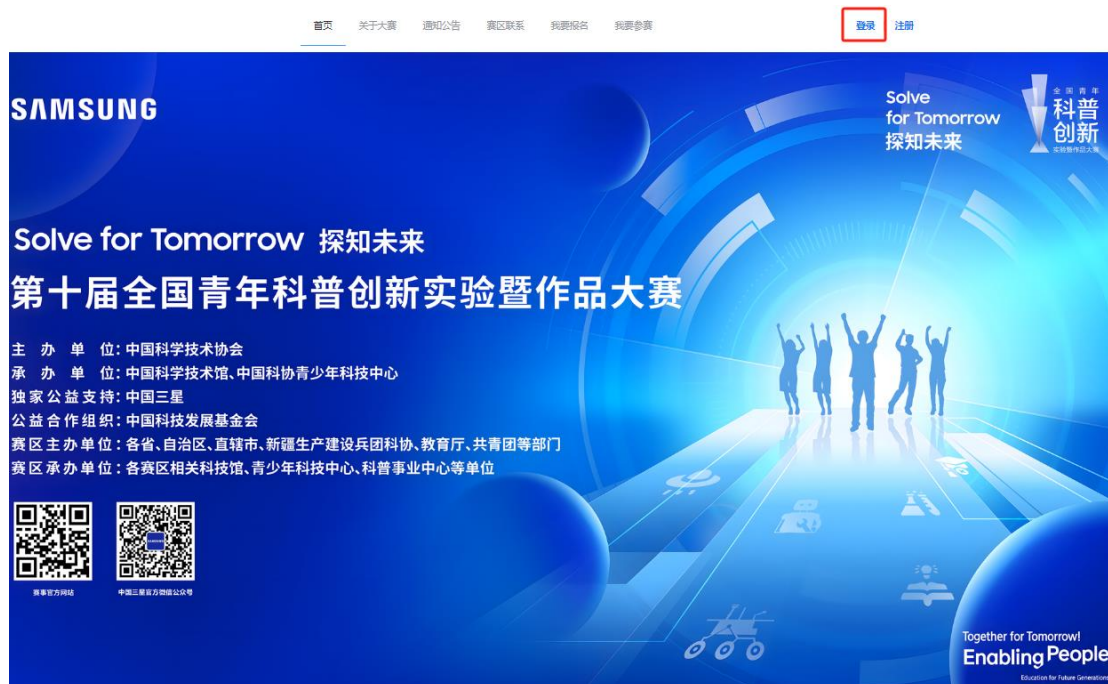 首页 关于大赛 通知公告 赛区联系 我要报名 我要参赛 登录 注册
SAMSUNG
Solve
for Tomorrow
探知未来
全国青年
科普
创新
实验暨作品大赛
Solve for Tomorrow 探知未来
第十届全国青年科普创新实验暨作品大赛
主办单位：中国科学技术协会
承办单位：中国科学技术馆、中国科协青少年科技中心
独家公益支持：中国三星
公益合作组织：中国科技发展基金会
赛区主办单位：各省、自治区、直辖市、新疆生产建设兵团科协、教育厅、共青团等部门
赛区承办单位：各赛区相关科技馆、青少年科技中心、科普事业中心等单位
SAMSUNG
赛事官方网站 中国三星官方微信公众号
Together for Tomorrow!
Enabling People
Education for Future Generations